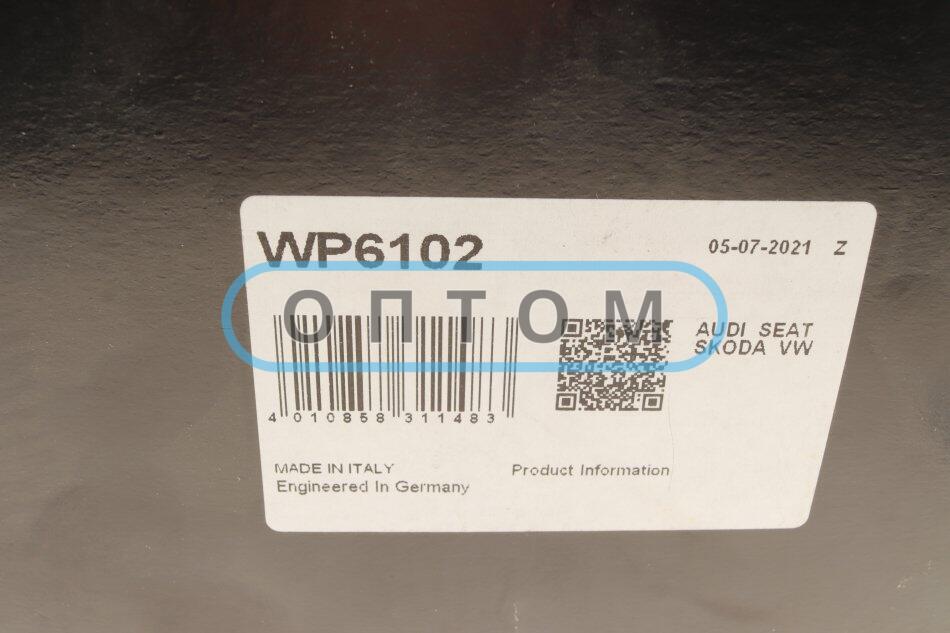 WP6102
05-07-2021 Z
ОПТОМ
AUDI SEAT
SKODA VW
4 010858 311483
MADE IN ITALY
Engineered In Germany
Product Information